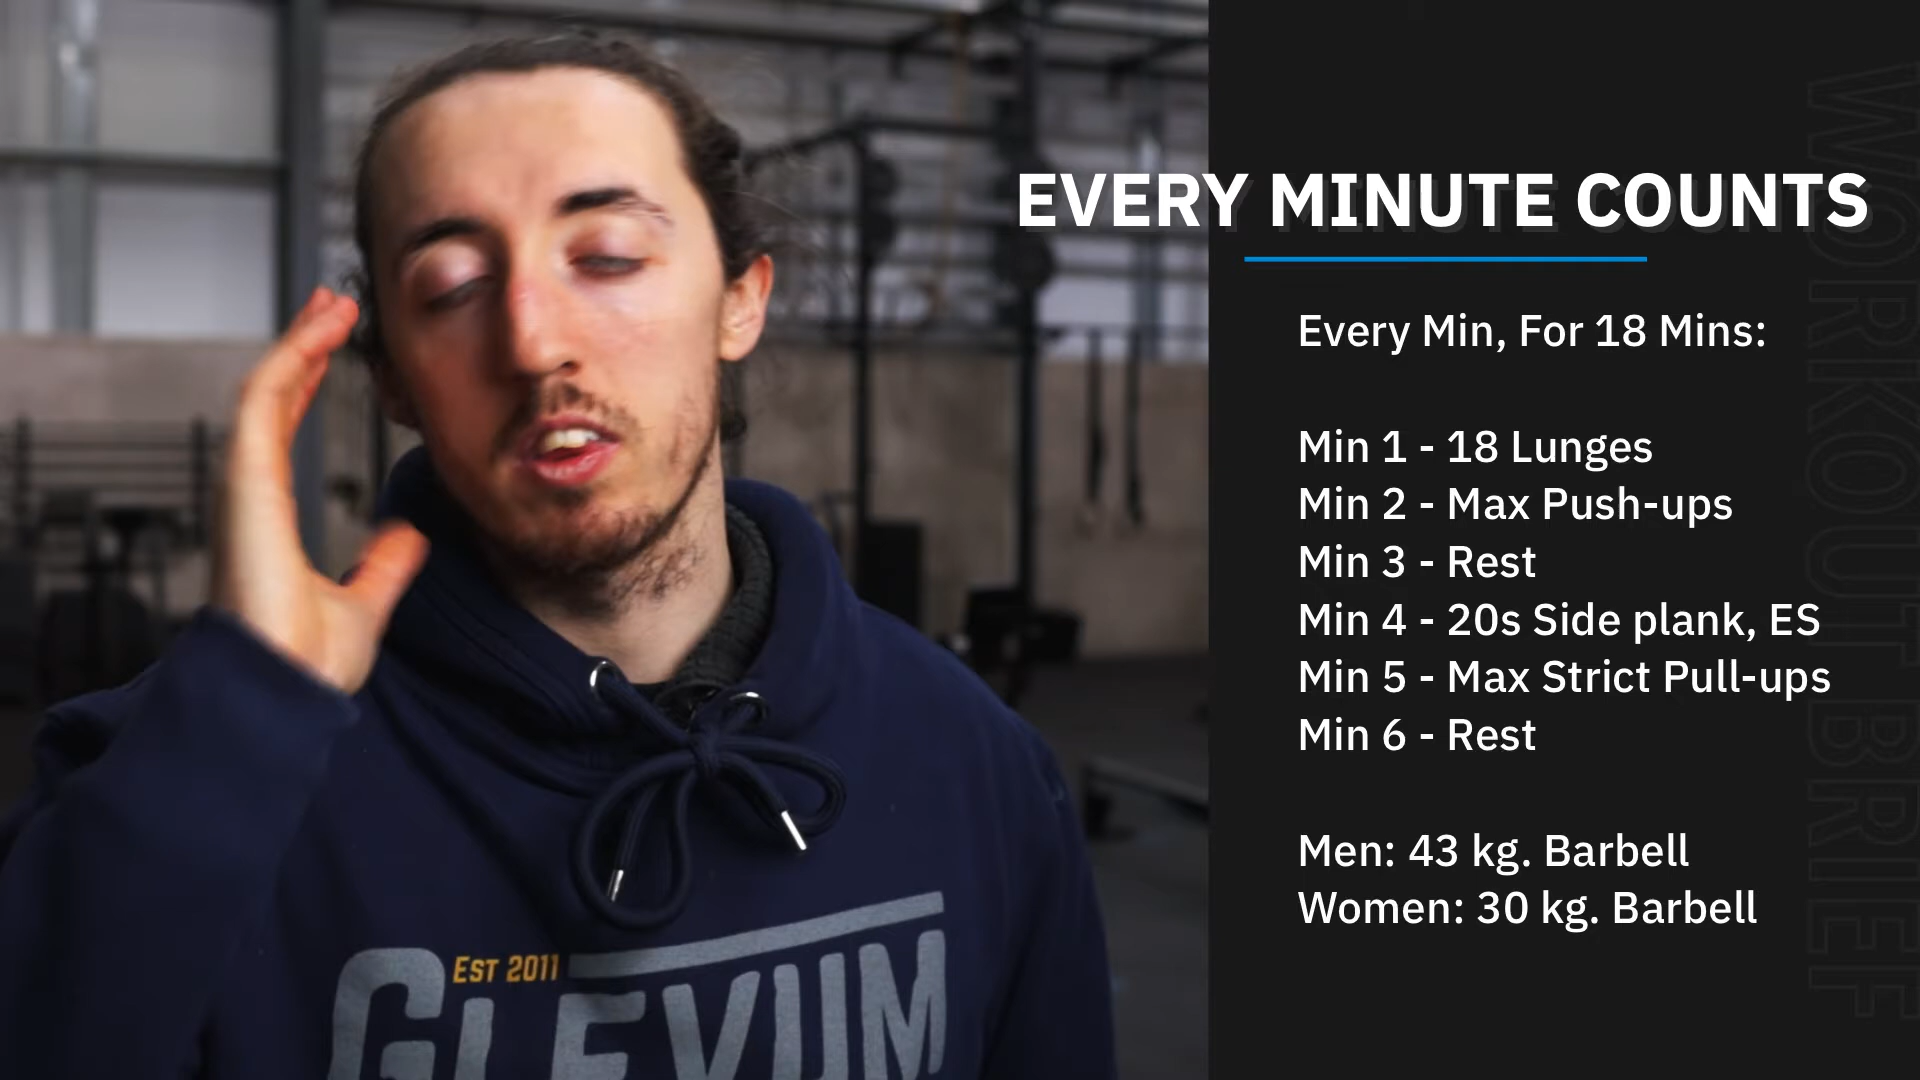 EVERY MINUTE COUNTS
Every Min, For 18 Mins:
Min 1 - 18 Lunges
Min 2 - Max Push-ups
Min 3 - Rest
Min 4 - 20s Side plank, ES
Min 5 - Max Strict Pull-ups
Min 6 - Rest
Men: 43 kg. Barbell
Women: 30 kg. Barbell
WORKOUT BRIEF
EST 2011
GLEVUM